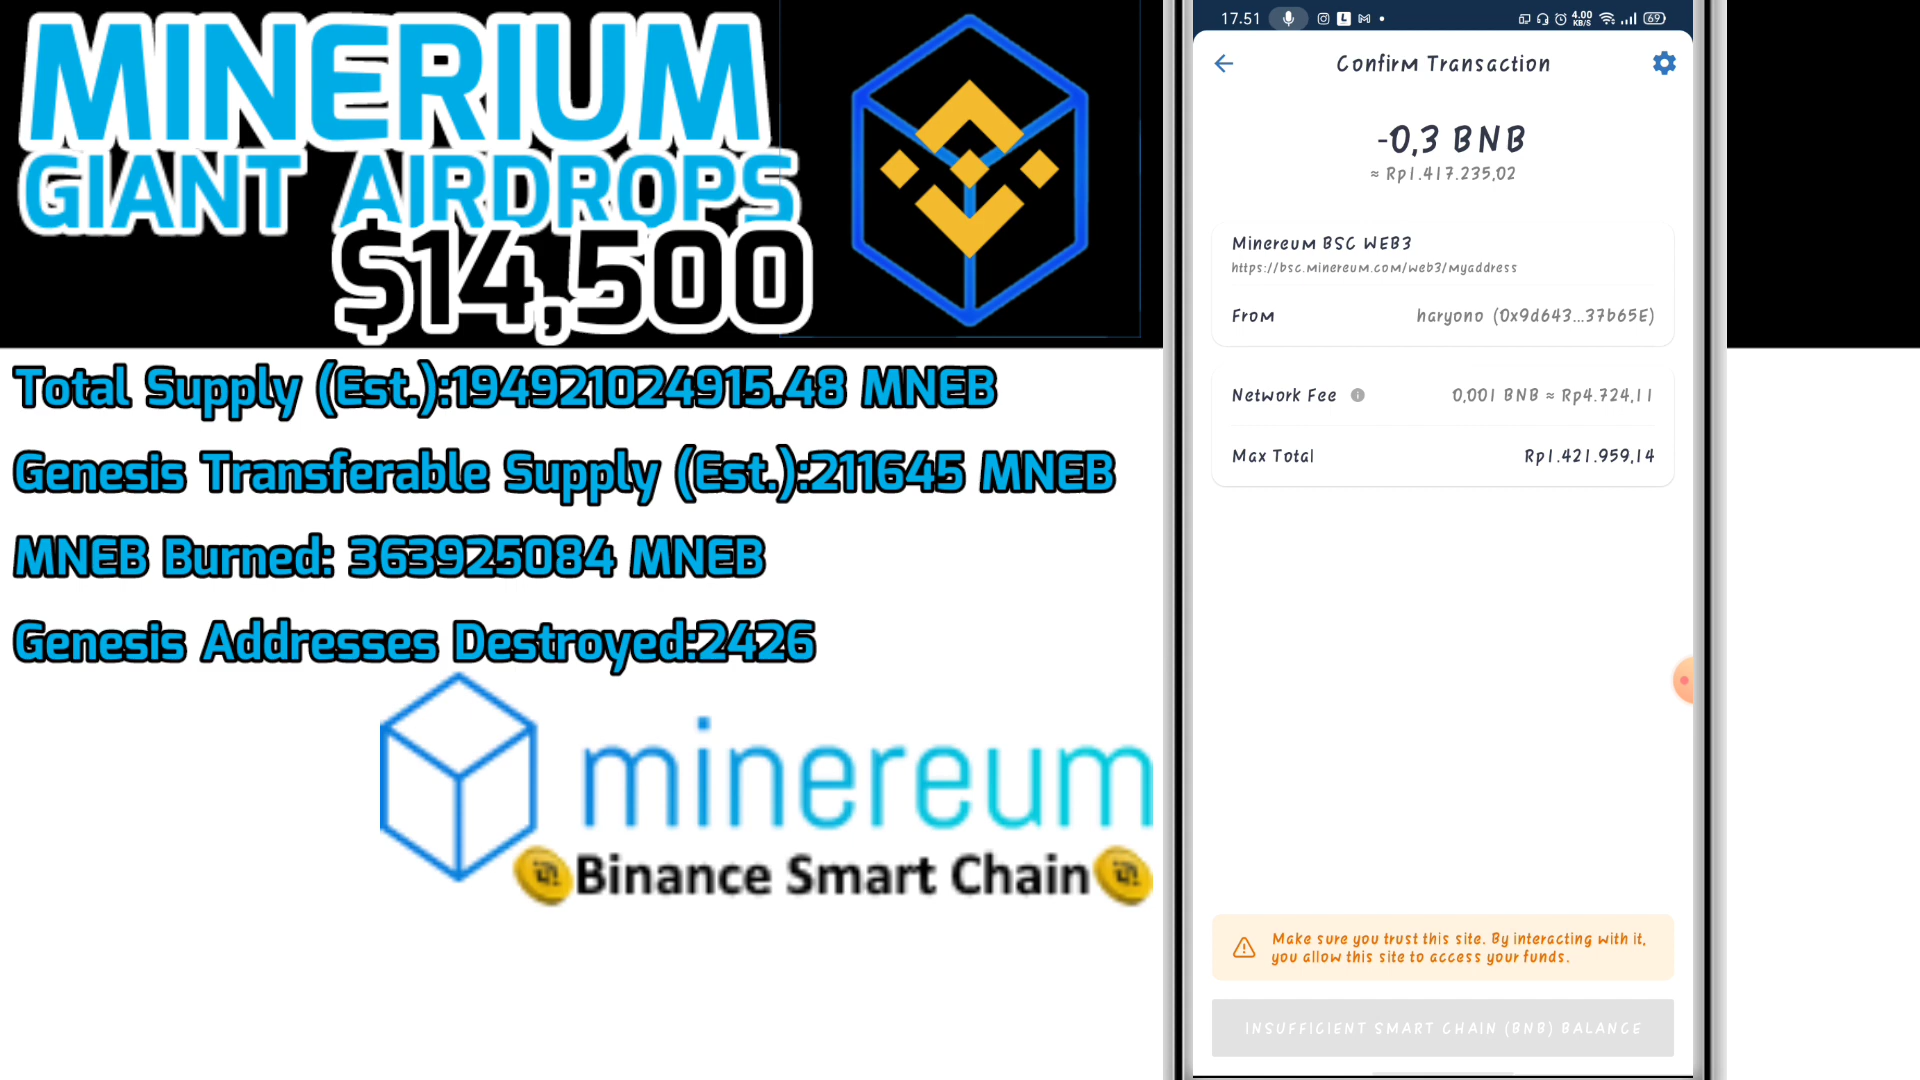 MINERIUM
GIANT AIRDROPS
$14,500
Total Supply (Est.):194921024915.48 MNEB
Genesis Transferable Supply (Est.):211645 MNEB
MNEB Burned: 363925084 MNEB
Genesis Addresses Destroyed:2426
minereum
Binance Smart Chain
17.51
4.00
KB/S
69
Confirm Transaction
-0,3 BNB
≈ Rp1.417.235,02
Minereum BSC WEB3
https://bsc.minereum.com/web3/myaddress
From haryono (0x9d643...37b65E)
Network Fee 0,001 BNB ≈ Rp4.724,11
Max Total Rp1.421.959,14
Make sure you trust this site. By interacting with it,
you allow this site to access your funds.
INSUFFICIENT SMART CHAIN (BNB) BALANCE